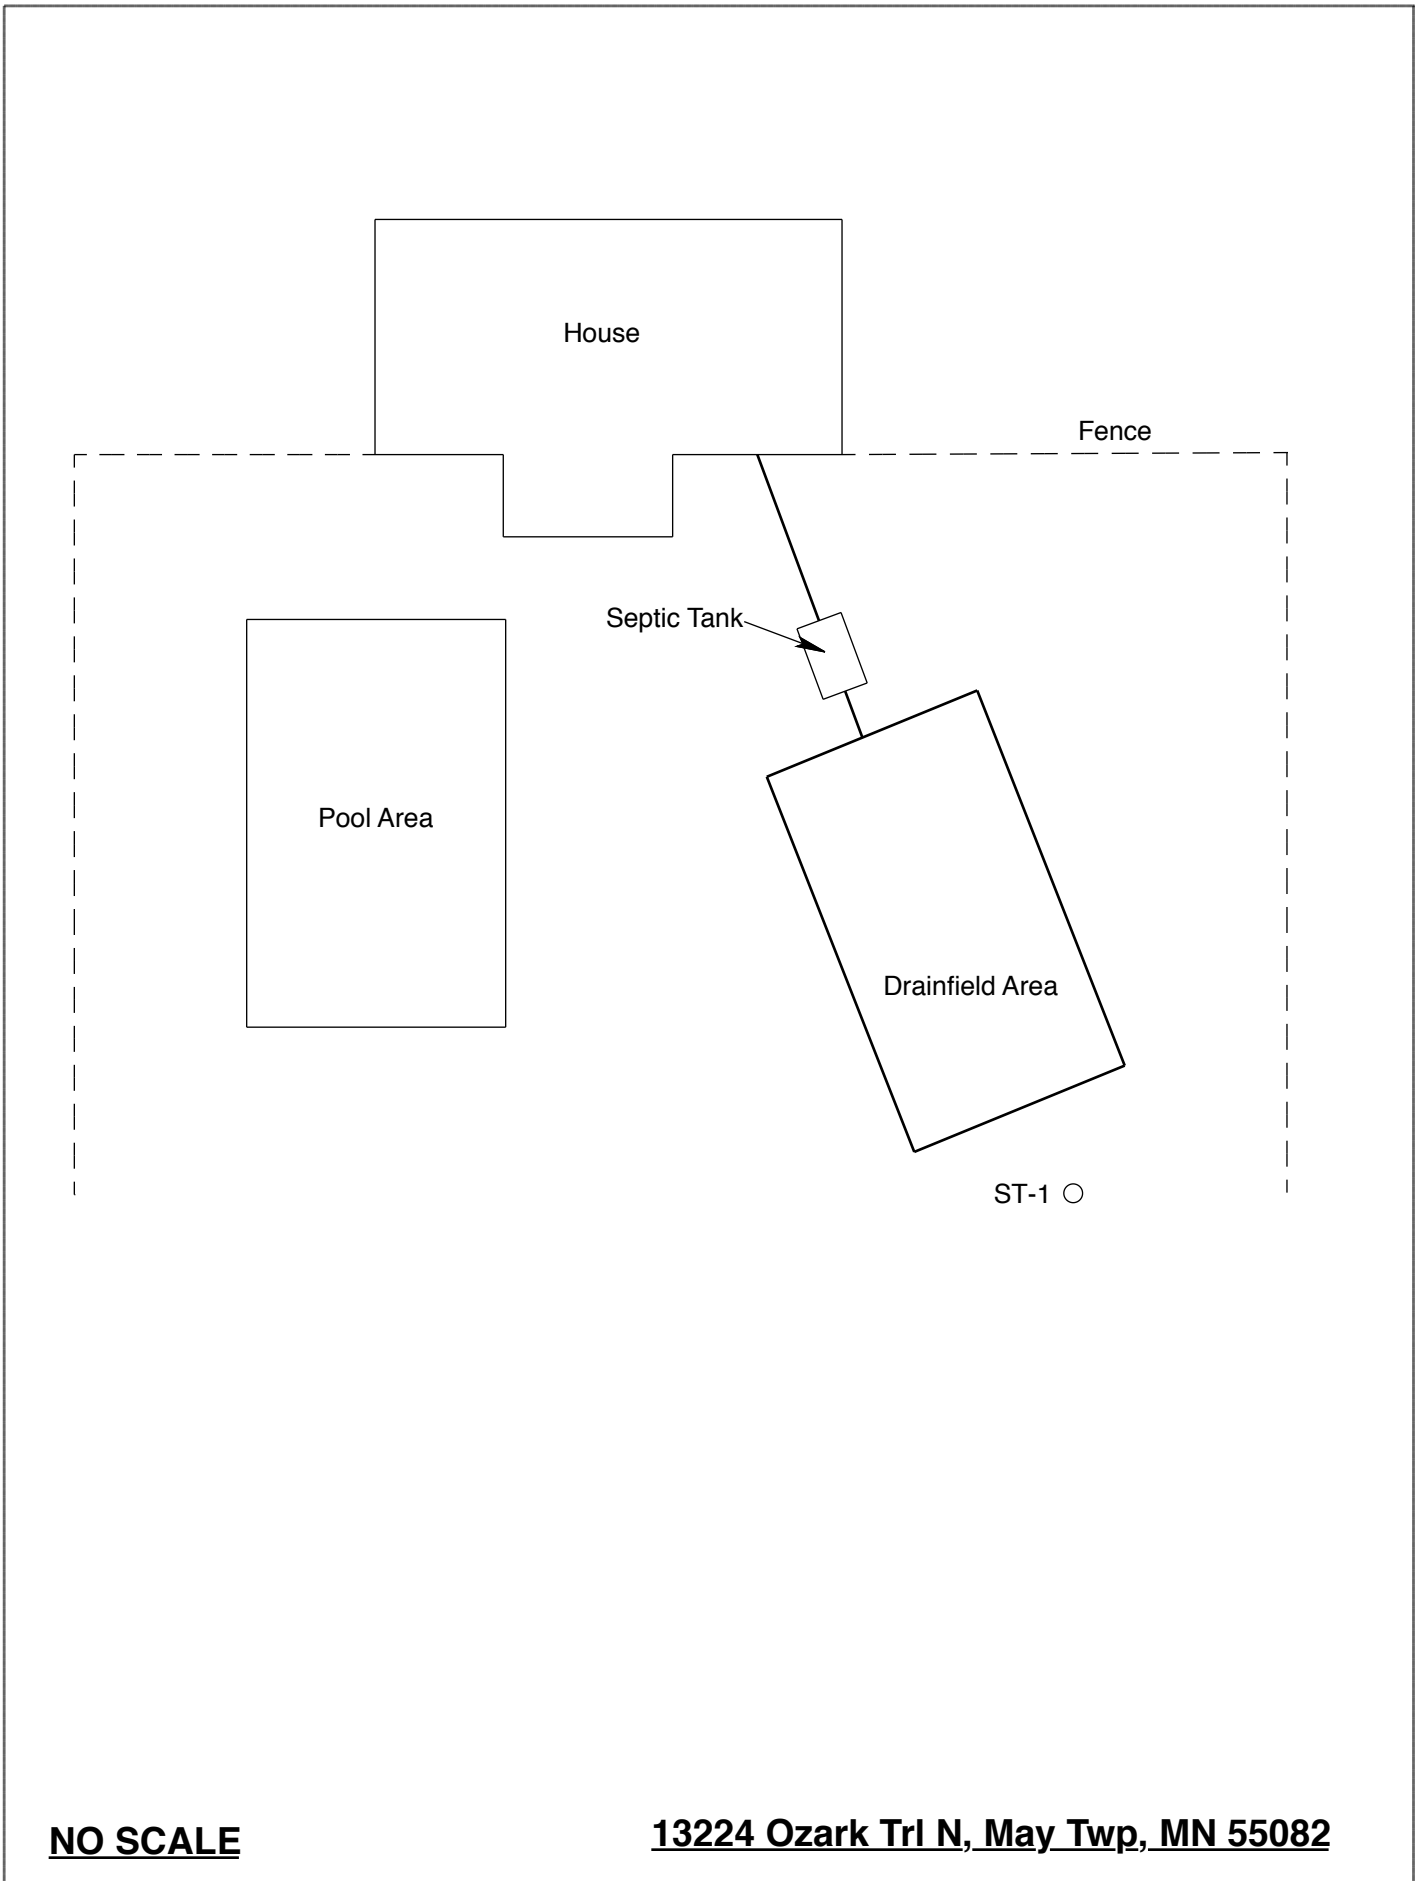 House
Fence
Septic Tank
Pool Area
Drainfield Area
ST-1
NO SCALE
13224 Ozark Trl N, May Twp, MN 55082